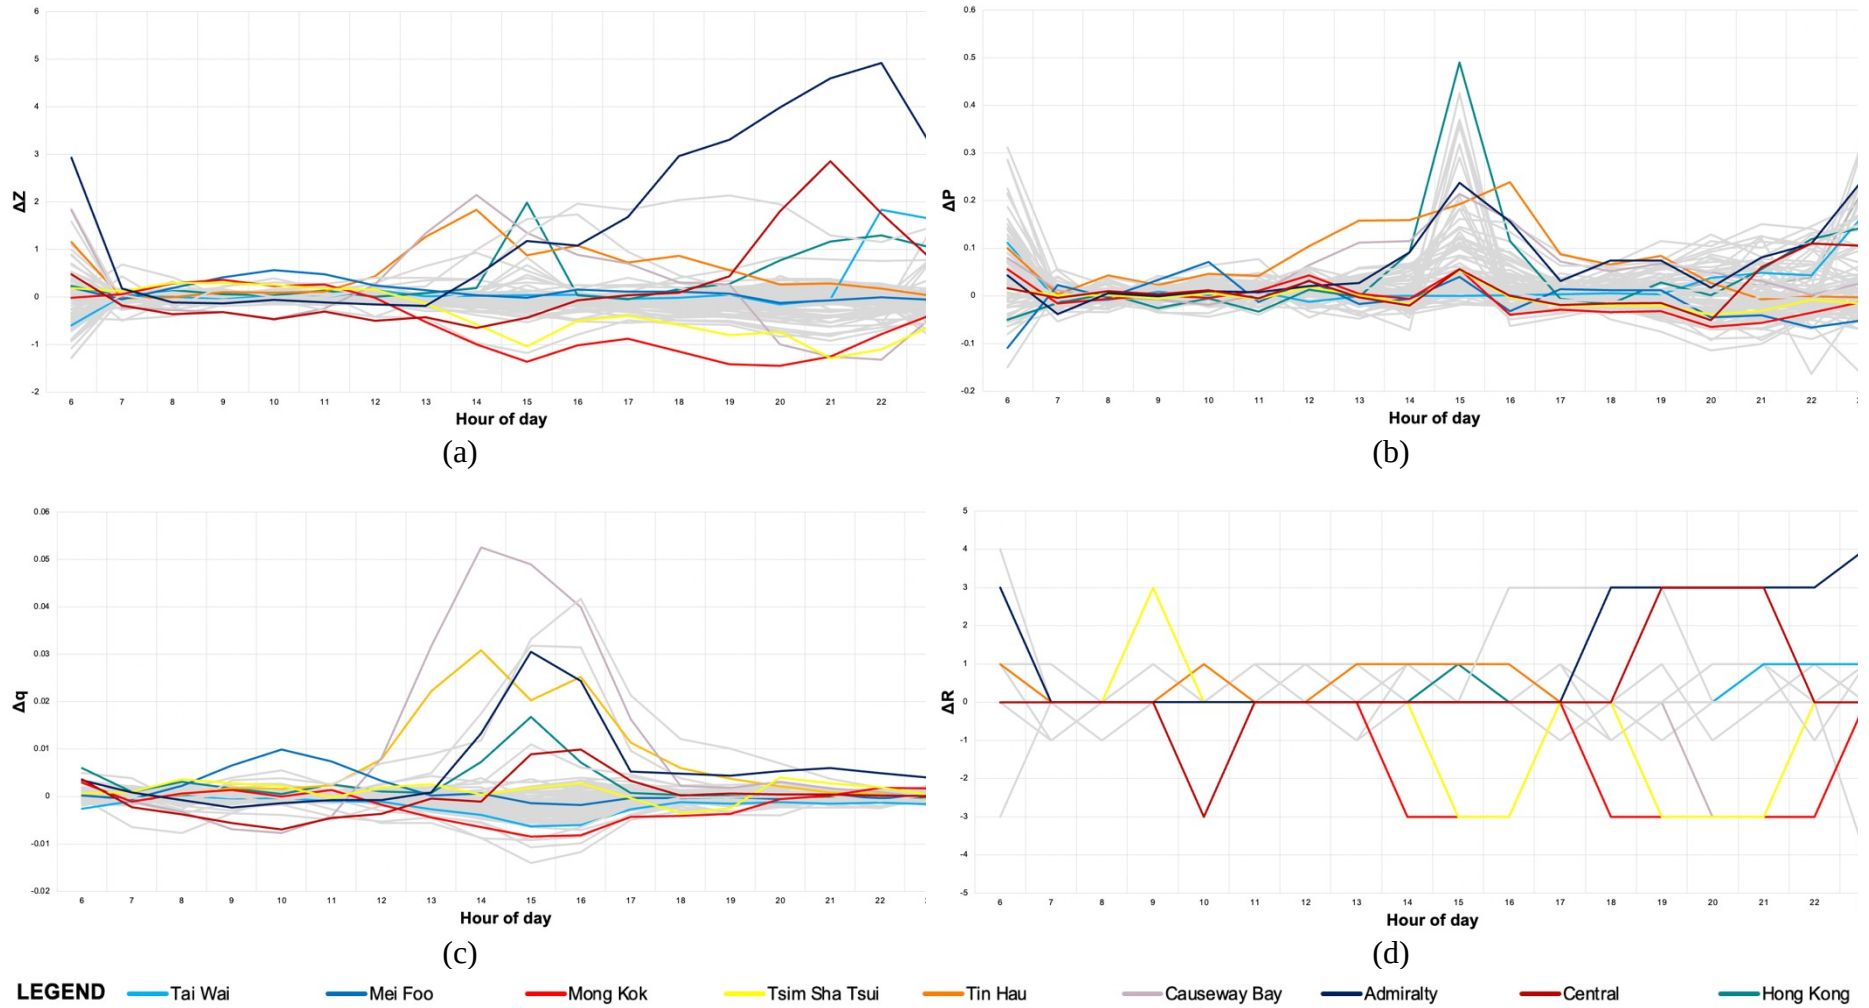 6
5
4
3
2
1
0
-1
-2
ΔZ
6 7 8 9 10 11 12 13 14 15 16 17 18 19 20 21 22
Hour of day
(a)
0.6
0.5
0.4
0.3
0.2
0.1
0
-0.1
-0.2
ΔP
6 7 8 9 10 11 12 13 14 15 16 17 18 19 20 21 22
Hour of day
(b)
0.06
0.05
0.04
0.03
0.02
0.01
0
-0.01
-0.02
Δq
6 7 8 9 10 11 12 13 14 15 16 17 18 19 20 21 22
Hour of day
(c)
5
4
3
2
1
0
-1
-2
-3
-4
-5
ΔR
6 7 8 9 10 11 12 13 14 15 16 17 18 19 20 21 22
Hour of day
(d)
LEGEND Tai Wai Mei Foo Mong Kok Tsim Sha Tsui Tin Hau Causeway Bay Admiralty Central Hong Kong